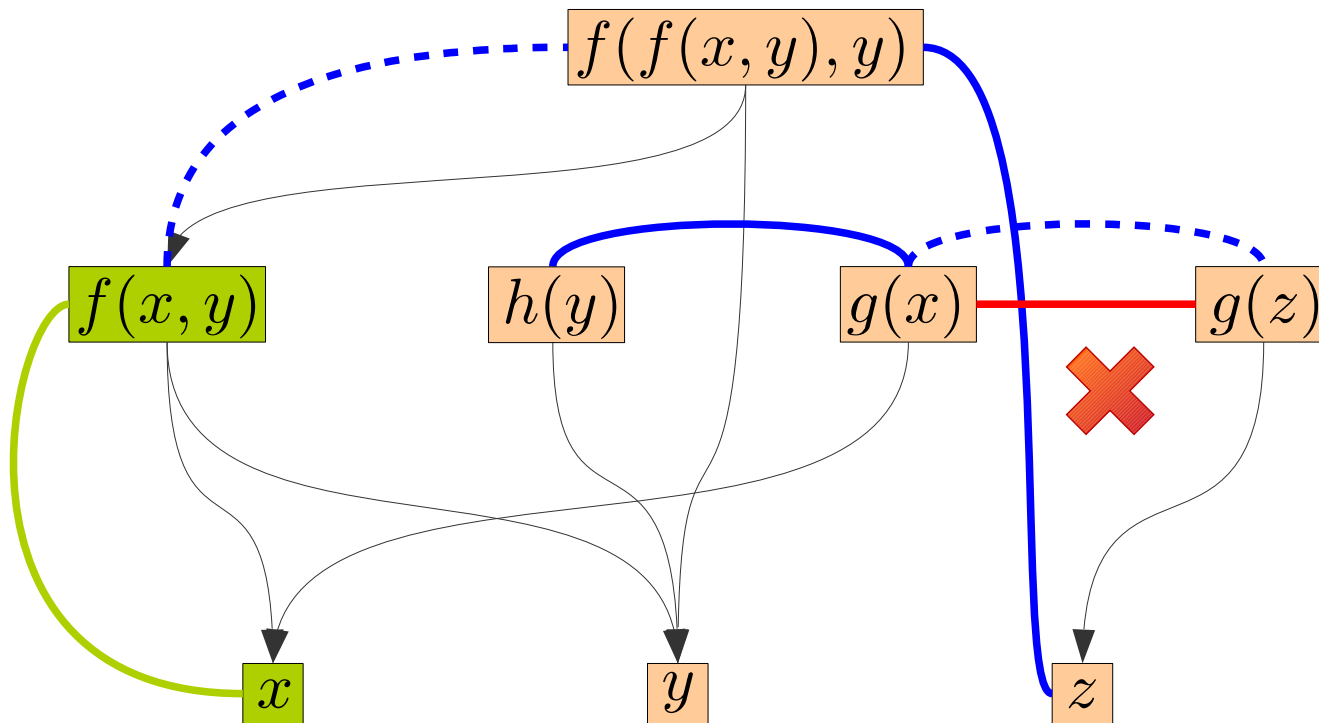 f(f(x, y), y)
f(x, y)
h(y)
g(x)
g(z)
x
y
z